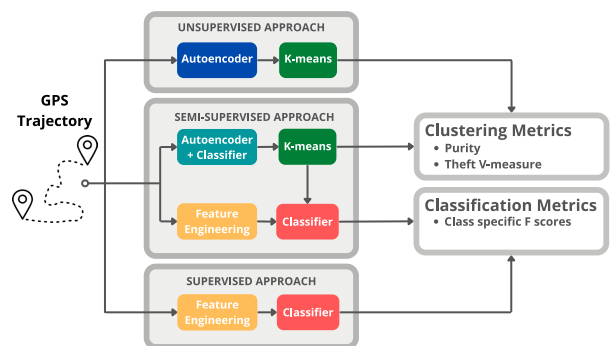 UNSUPERVISED APPROACH
Autoencoder
K-means
GPS
Trajectory
SEMI-SUPERVISED APPROACH
Autoencoder
+ Classifier
K-means
Feature
Engineering
Classifier
SUPERVISED APPROACH
Feature
Engineering
Classifier
Clustering Metrics
• Purity
• Theft V-measure
Classification Metrics
• Class specific F scores